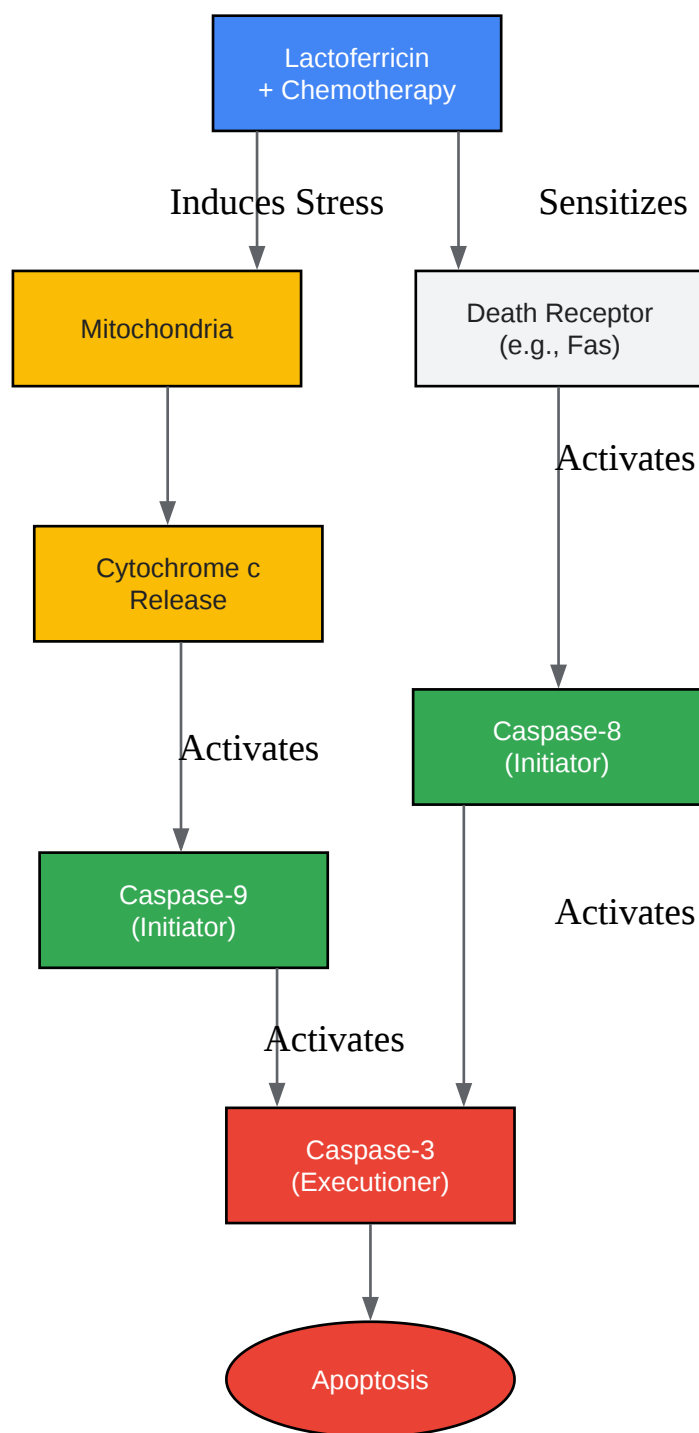 Lactoferricin
+ Chemotherapy
Induces Stress
Sensitizes
Mitochondria
Death Receptor
(e.g., Fas)
Activates
Cytochrome c
Release
Caspase-8
(Initiator)
Activates
Caspase-9
(Initiator)
Activates
Activates
Caspase-3
(Executioner)
Apoptosis